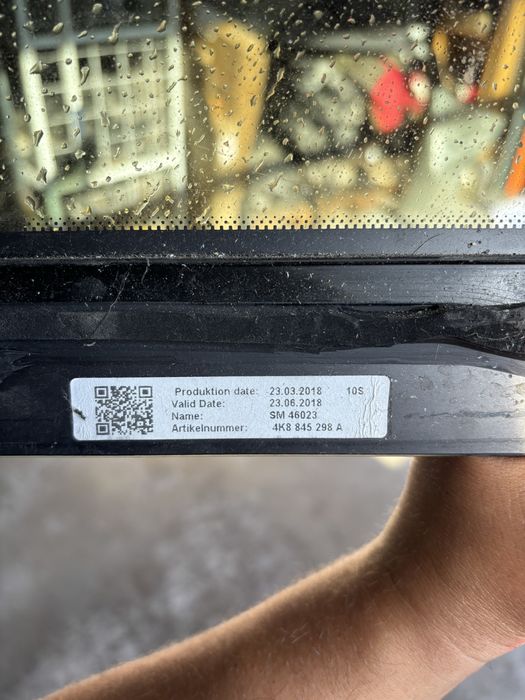 Produktion date: 23.03.2018 10S
Valid Date: 23.06.2018
Name: SM 46023
Artikelnummer: 4K8 845 298 A